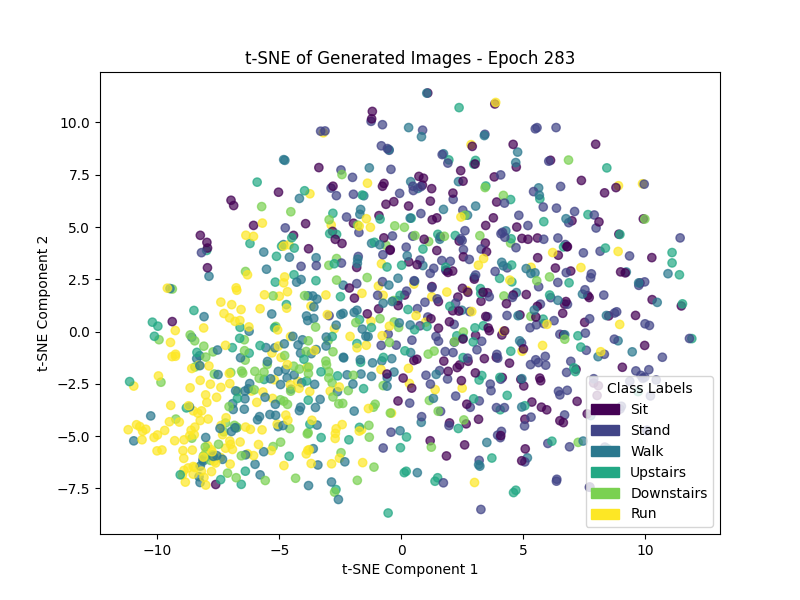 t-SNE of Generated Images - Epoch 283
t-SNE Component 2
10.0
7.5
5.0
2.5
0.0
−2.5
−5.0
−7.5
Class Labels
Sit
Stand
Walk
Upstairs
Downstairs
Run
−10
−5
0
5
10
t-SNE Component 1